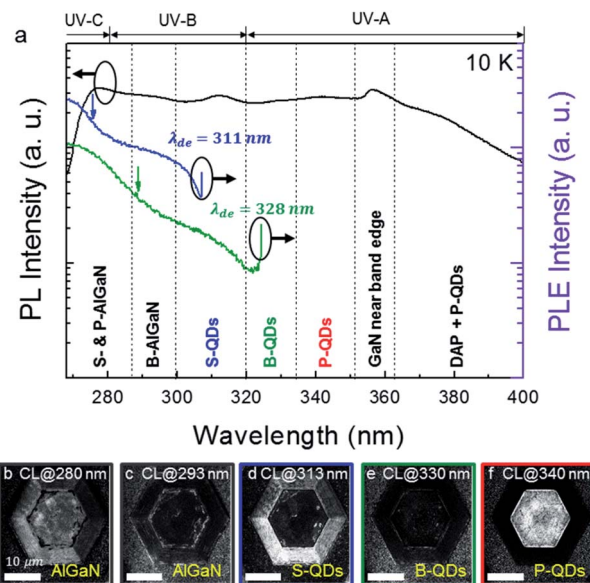 UV-C UV-B UV-A
a
10 K
λde = 311 nm
λde = 328 nm
PL Intensity (a. u.)
PLE Intensity (a. u.)
S- & P-AlGaN
B-AlGaN
S-QDs
B-QDs
P-QDs
GaN near band edge
DAP + P-QDs
280 300 320 340 360 380 400
Wavelength (nm)
b CL@280 nm
10 μm
AlGaN
c CL@293 nm
AlGaN
d CL@313 nm
S-QDs
e CL@330 nm
B-QDs
f CL@340 nm
P-QDs